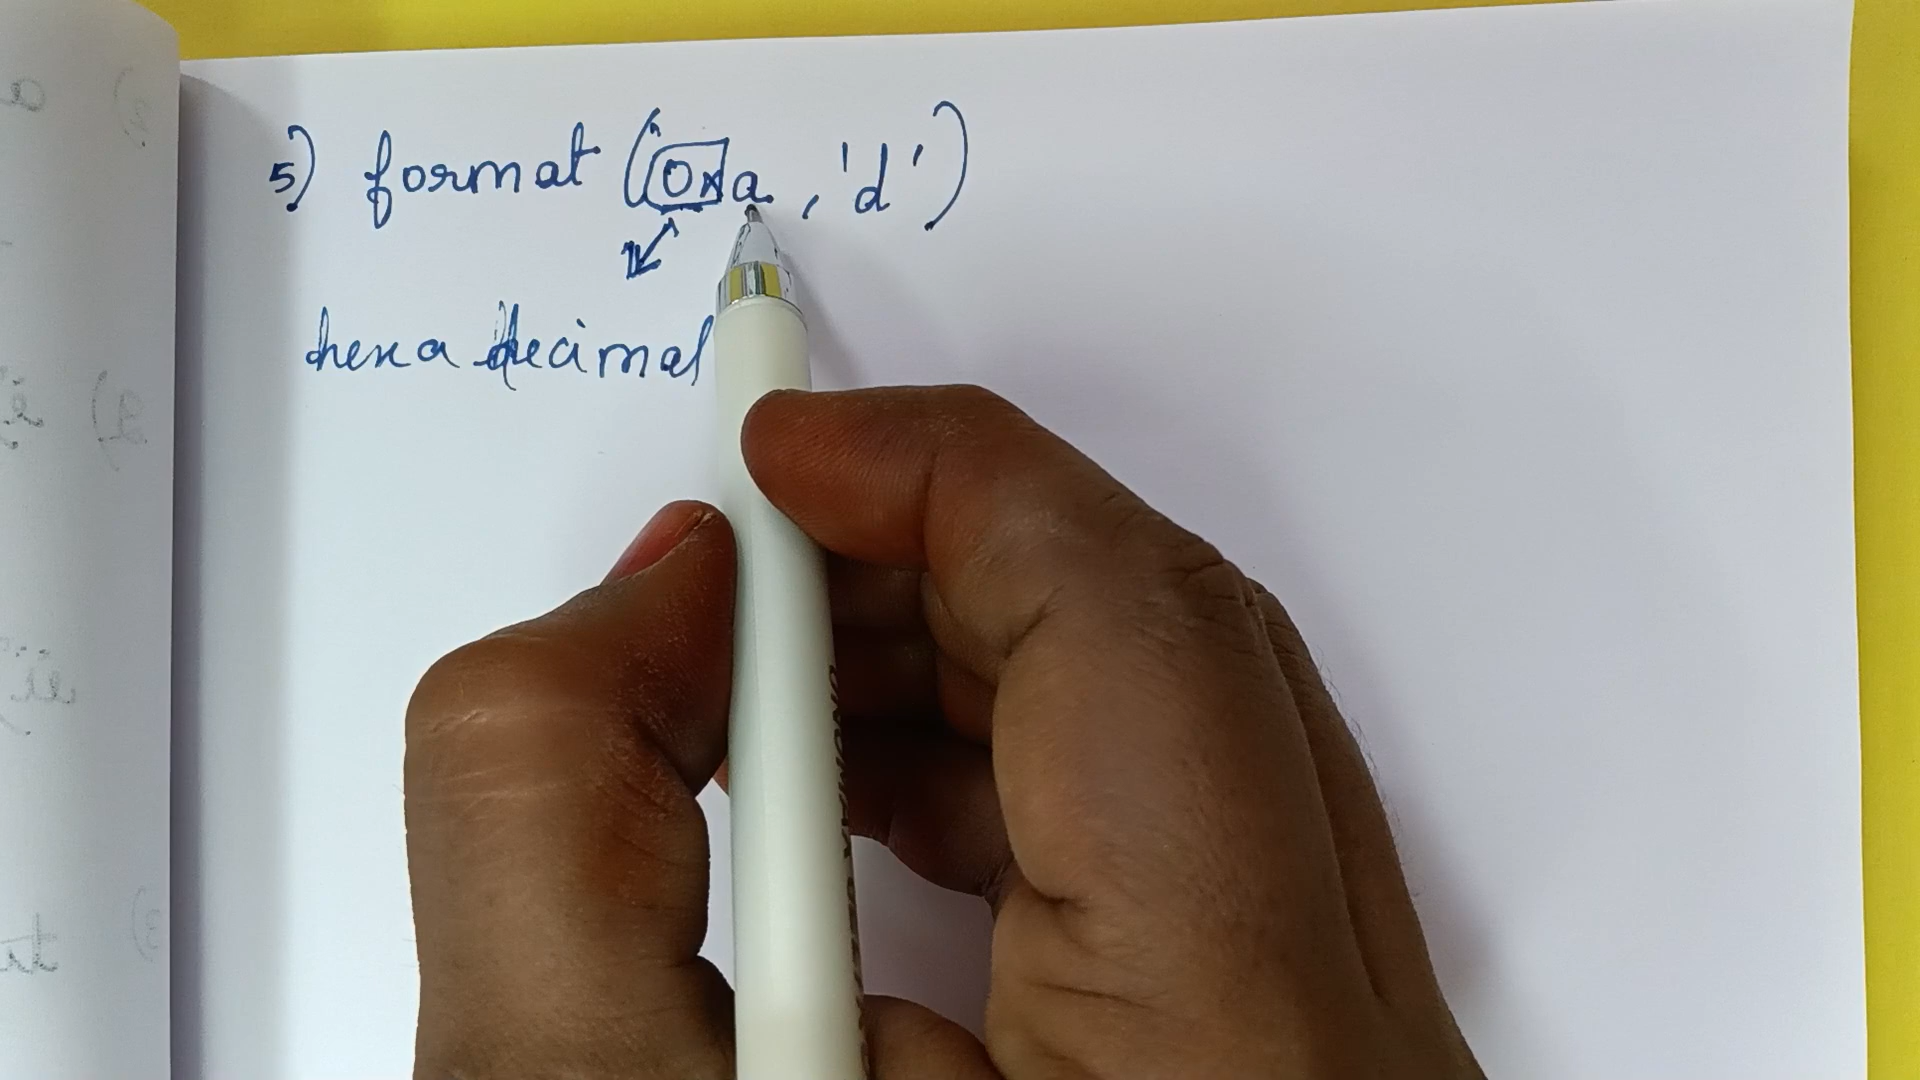 5) format (0xa, 'd')
hexa decimal